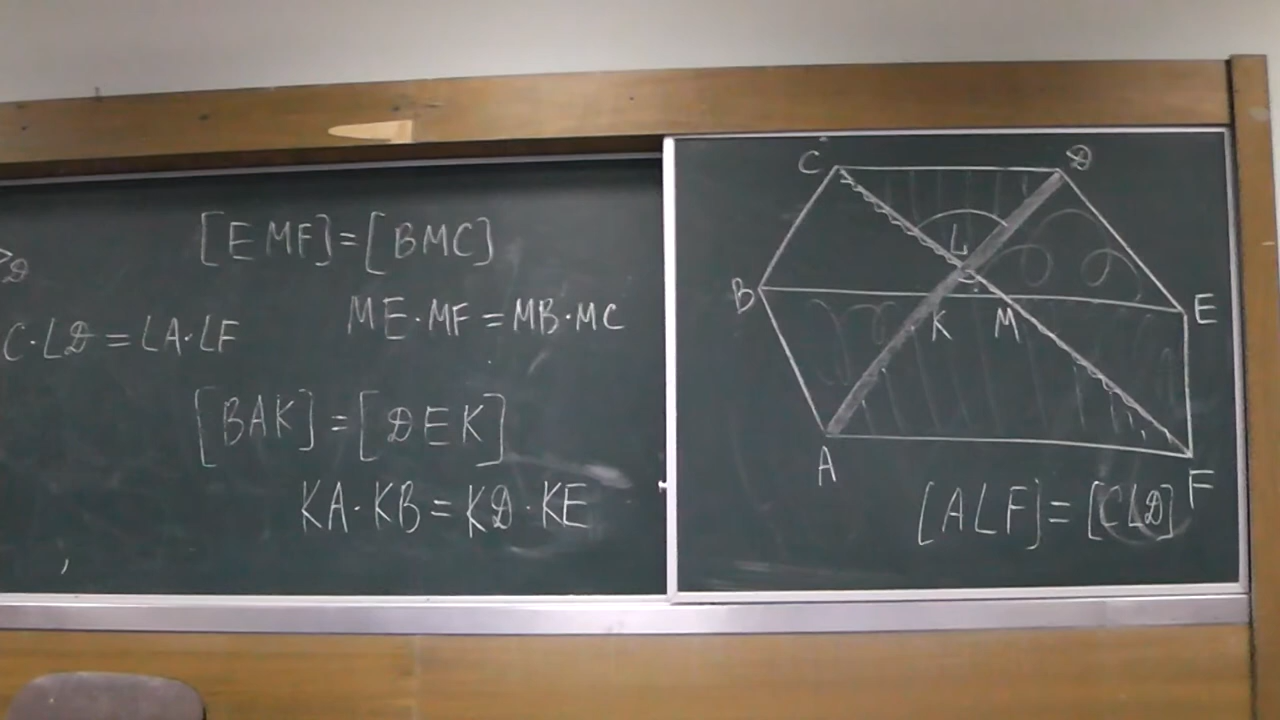 [EMF]=[BMC]
ME·MF=MB·MC
C·LD=LA·LF
[BAK]=[DEK]
KA·KB=KD·KE
C
D
L
B
K
M
E
A
F
[ALF]=[CLD]